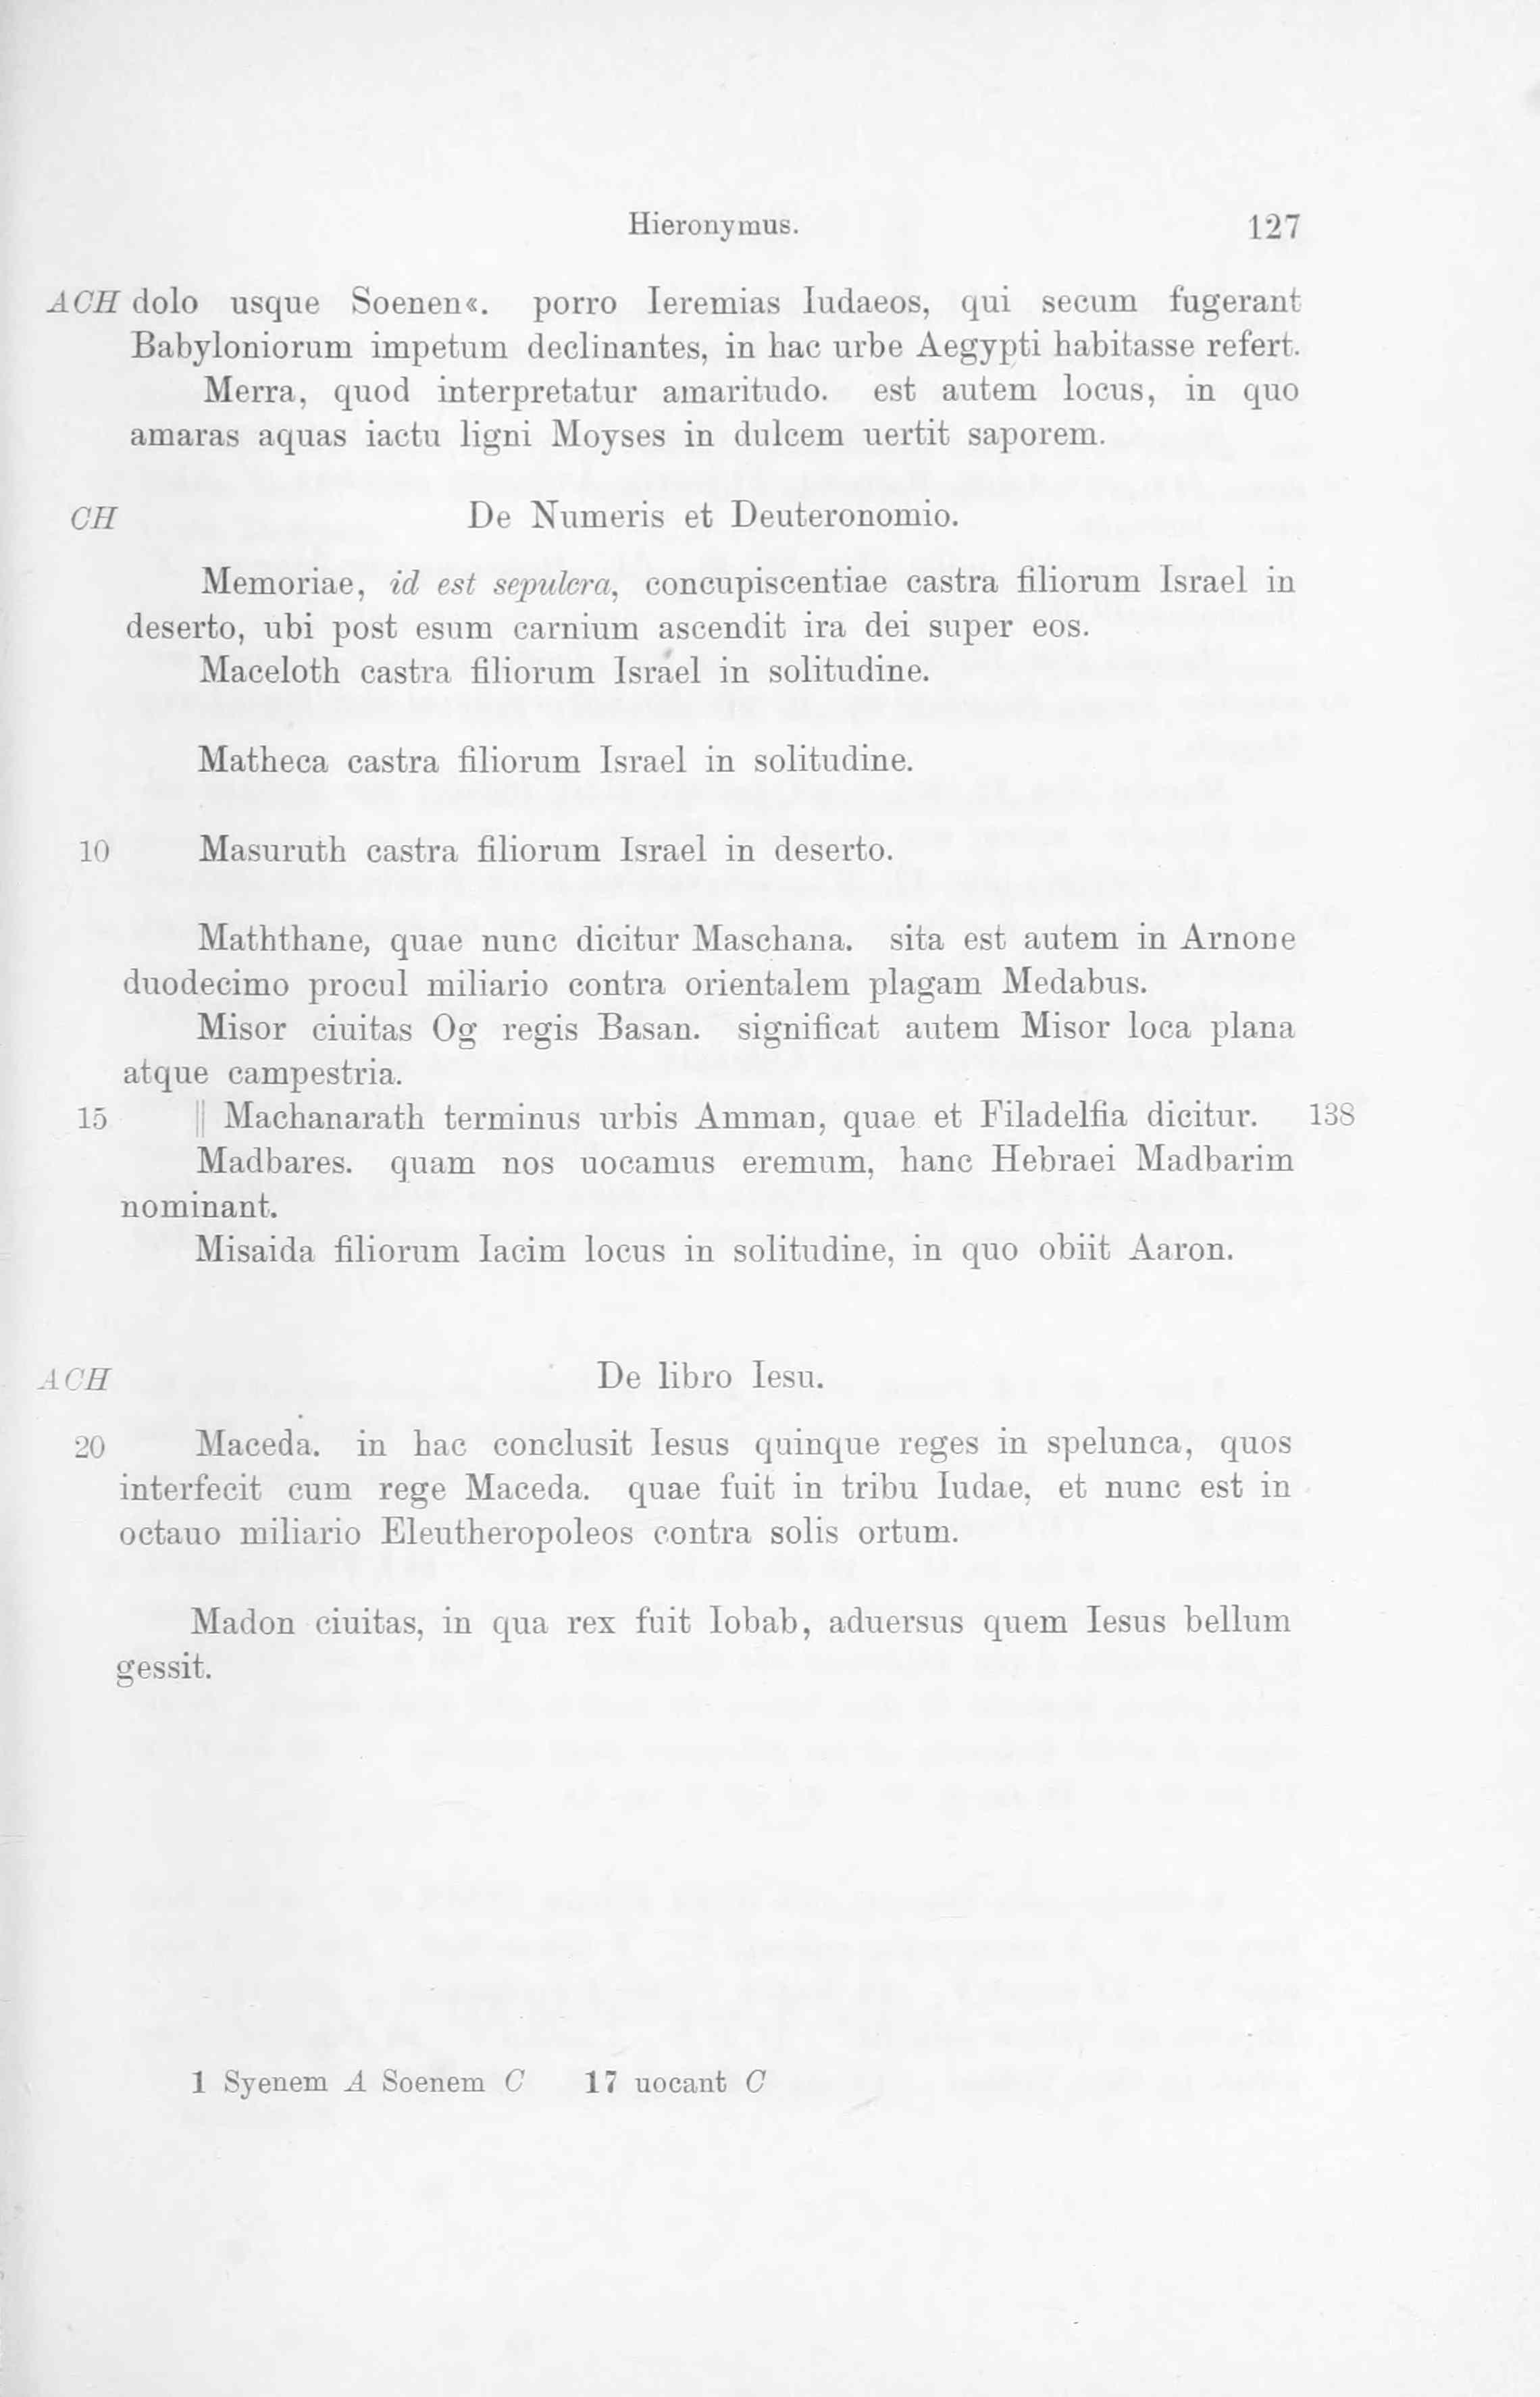 Hieronymus. 127
ACH dolo usque Soenen«. porro Ieremias Iudaeos, qui secum fugerant
Babyloniorum impetum declinantes, in hac urbe Aegypti habitasse refert.
Merra, quod interpretatur amaritudo. est autem locus, in quo
amaras aquas iactu ligni Moyses in dulcem uertit saporem.
CH De Numeris et Deuteronomio.
Memoriae, id est sepulcra, concupiscentiae castra filiorum Israel in
deserto, ubi post esum carnium ascendit ira dei super eos.
Maceloth castra filiorum Israel in solitudine.
Matheca castra filiorum Israel in solitudine.
10 Masuruth castra filiorum Israel in deserto.
Maththane, quae nunc dicitur Maschana. sita est autem in Arnone
duodecimo procul miliario contra orientalem plagam Medabus.
Misor ciuitas Og regis Basan. significat autem Misor loca plana
atque campestria.
15 || Machanarath terminus urbis Amman, quae et Filadelfia dicitur. 138
Madbares. quam nos uocamus eremum, hanc Hebraei Madbarim
nominant.
Misaida filiorum Iacim locus in solitudine, in quo obiit Aaron.
ACH De libro Iesu.
20 Maceda. in hac conclusit Iesus quinque reges in spelunca, quos
interfecit cum rege Maceda. quae fuit in tribu Iudae, et nunc est in
octauo miliario Eleutheropoleos contra solis ortum.
Madon ciuitas, in qua rex fuit Iobab, aduersus quem Iesus bellum
gessit.
1 Syenem A Soenem C 17 uocant C